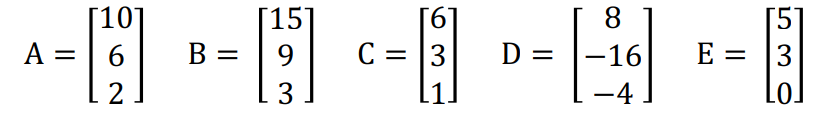 A = [10 6 2] B = [15 9 3] C = [6 3 1] D = [8 −16 −4] E = [5 3 0]